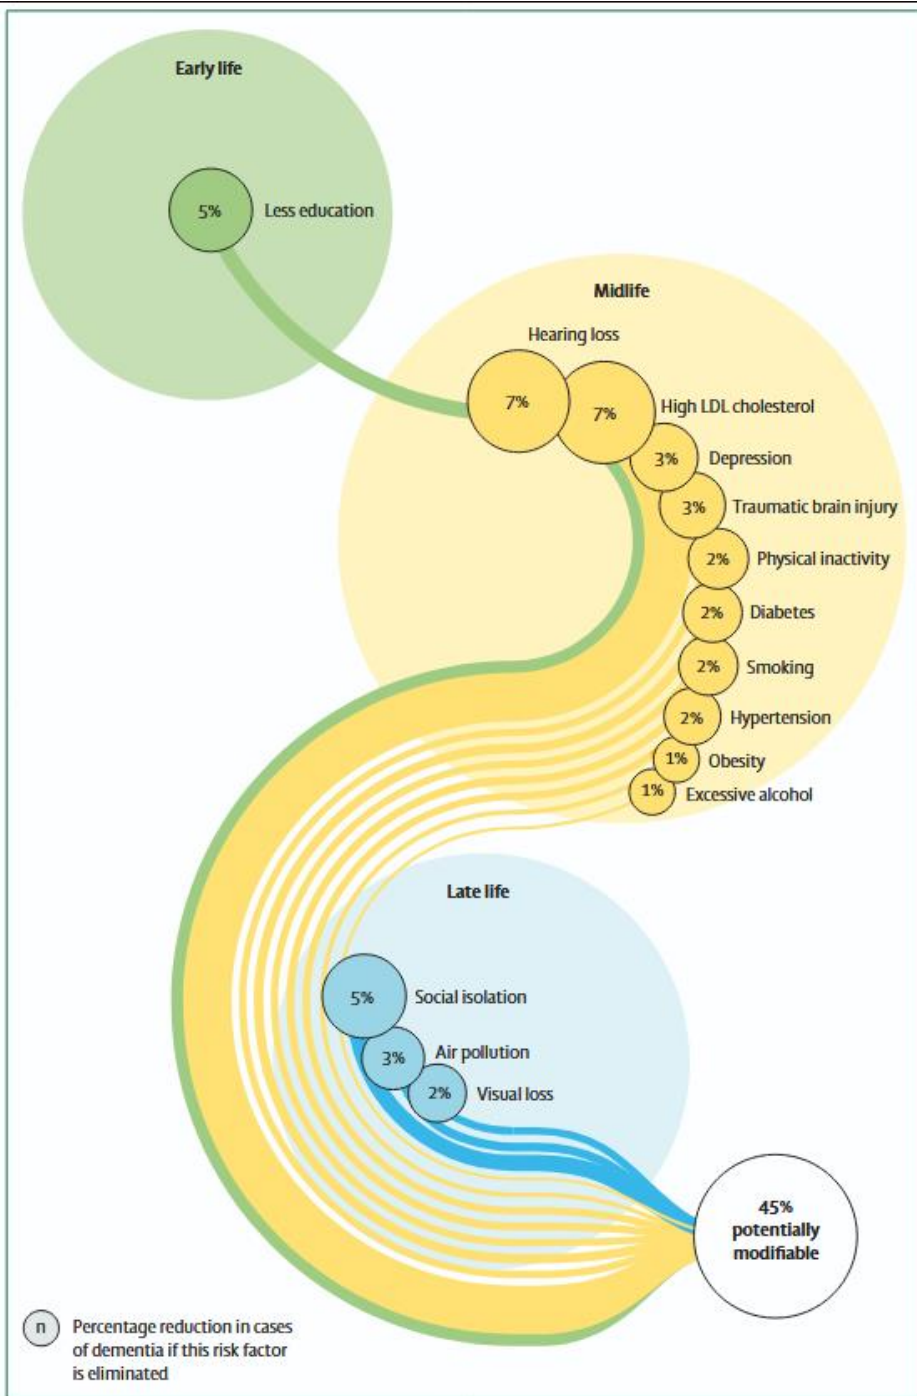 Early life
5%
Less education
Midlife
Hearing loss
7%
7%
High LDL cholesterol
3%
Depression
3%
Traumatic brain injury
2%
Physical inactivity
2%
Diabetes
2%
Smoking
2%
Hypertension
1%
Obesity
1%
Excessive alcohol
Late life
5%
Social isolation
3%
Air pollution
2%
Visual loss
45%
potentially
modifiable
n
Percentage reduction in cases
of dementia if this risk factor
is eliminated